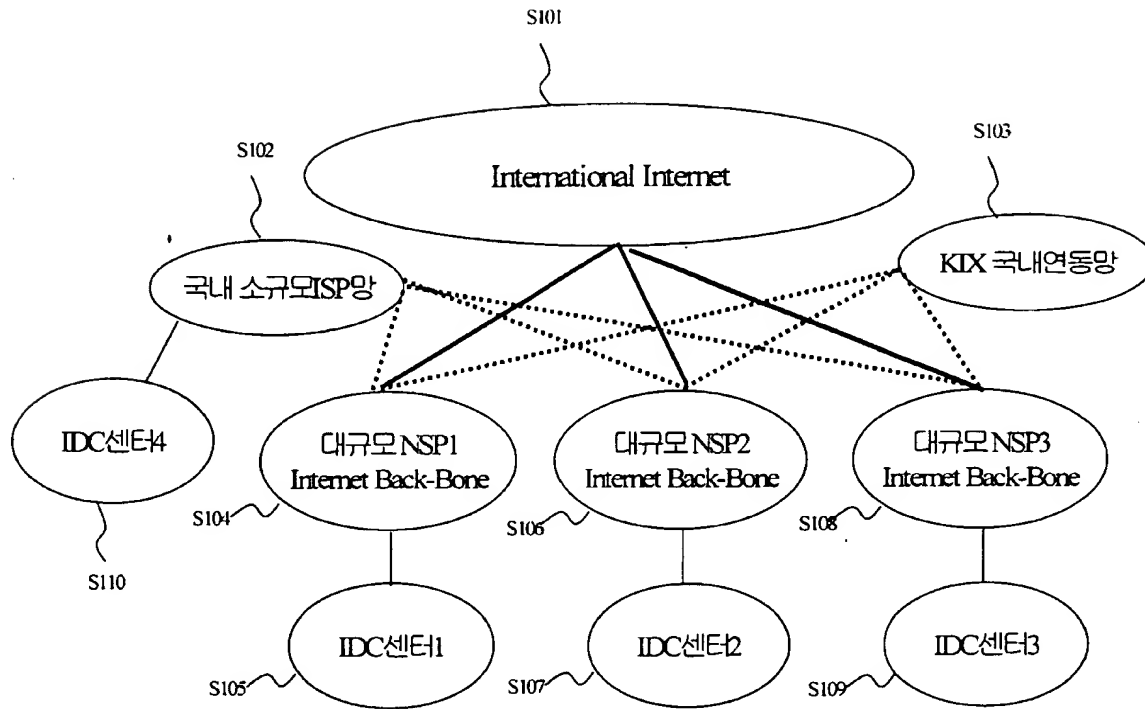 S101
S102
S103
International Internet
국내 소규모ISP망
KIX 국내연동망
IDC센터4
대규모 NSP1
Internet Back-Bone
대규모 NSP2
Internet Back-Bone
대규모 NSP3
Internet Back-Bone
S104
S106
S108
S110
IDC센터1
IDC센터2
IDC센터3
S105
S107
S109